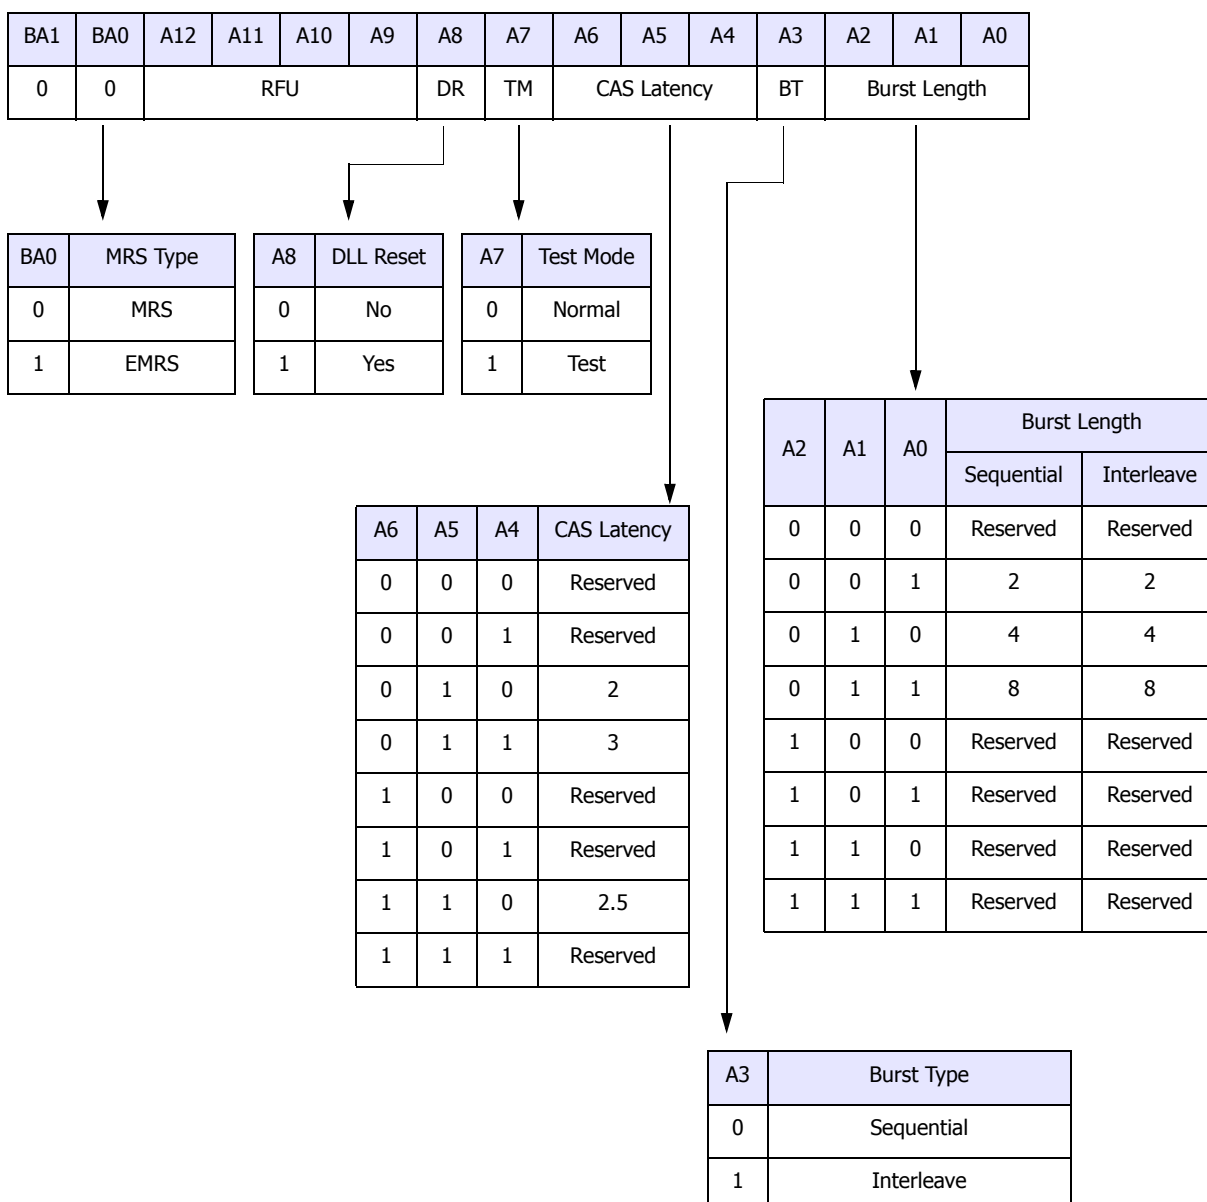 BA1 BA0 A12 A11 A10 A9 A8 A7 A6 A5 A4 A3 A2 A1 A0
0 0 RFU DR TM CAS Latency BT Burst Length
BA0 MRS Type
0 MRS
1 EMRS
A8 DLL Reset
0 No
1 Yes
A7 Test Mode
0 Normal
1 Test
A6 A5 A4 CAS Latency
0 0 0 Reserved
0 0 1 Reserved
0 1 0 2
0 1 1 3
1 0 0 Reserved
1 0 1 Reserved
1 1 0 2.5
1 1 1 Reserved
A2 A1 A0 Burst Length
Sequential Interleave
0 0 0 Reserved Reserved
0 0 1 2 2
0 1 0 4 4
0 1 1 8 8
1 0 0 Reserved Reserved
1 0 1 Reserved Reserved
1 1 0 Reserved Reserved
1 1 1 Reserved Reserved
A3 Burst Type
0 Sequential
1 Interleave